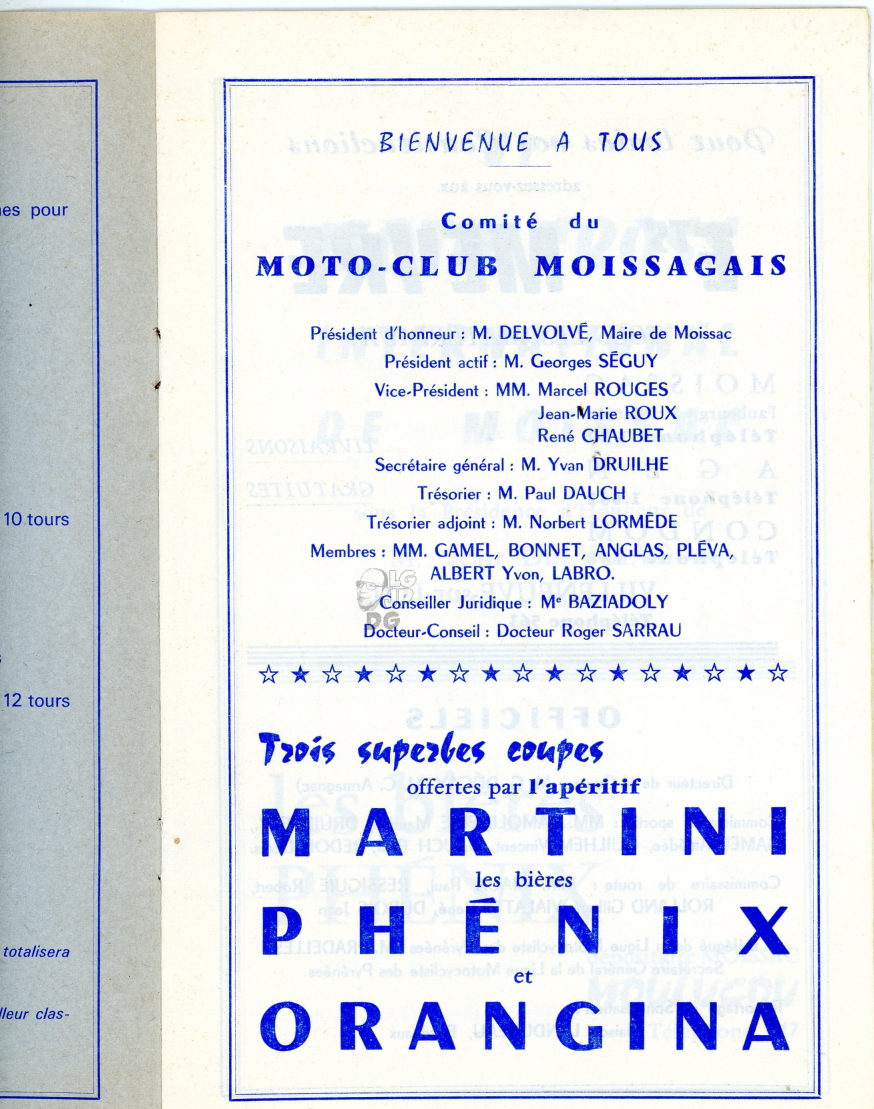 es pour
10 tours
12 tours
totalisera
lleur clas-
BIENVENUE A TOUS
Comité du
MOTO-CLUB MOISSAGAIS
Président d'honneur : M. DELVOLVÉ, Maire de Moissac
Président actif : M. Georges SÉGUY
Vice-Président : MM. Marcel ROUGES
Jean-Marie ROUX
René CHAUBET
Secrétaire général : M. Yvan DRUILHE
Trésorier : M. Paul DAUCH
Trésorier adjoint : M. Norbert LORMÈDE
Membres : MM. GAMEL, BONNET, ANGLAS, PLÉVA,
ALBERT Yvon, LABRO.
Conseiller Juridique : Me BAZIADOLY
Docteur-Conseil : Docteur Roger SARRAU
Trois superbes coupes
offertes par l'apéritif
MARTINI
les bières
PHÉNIX
et
ORANGINA